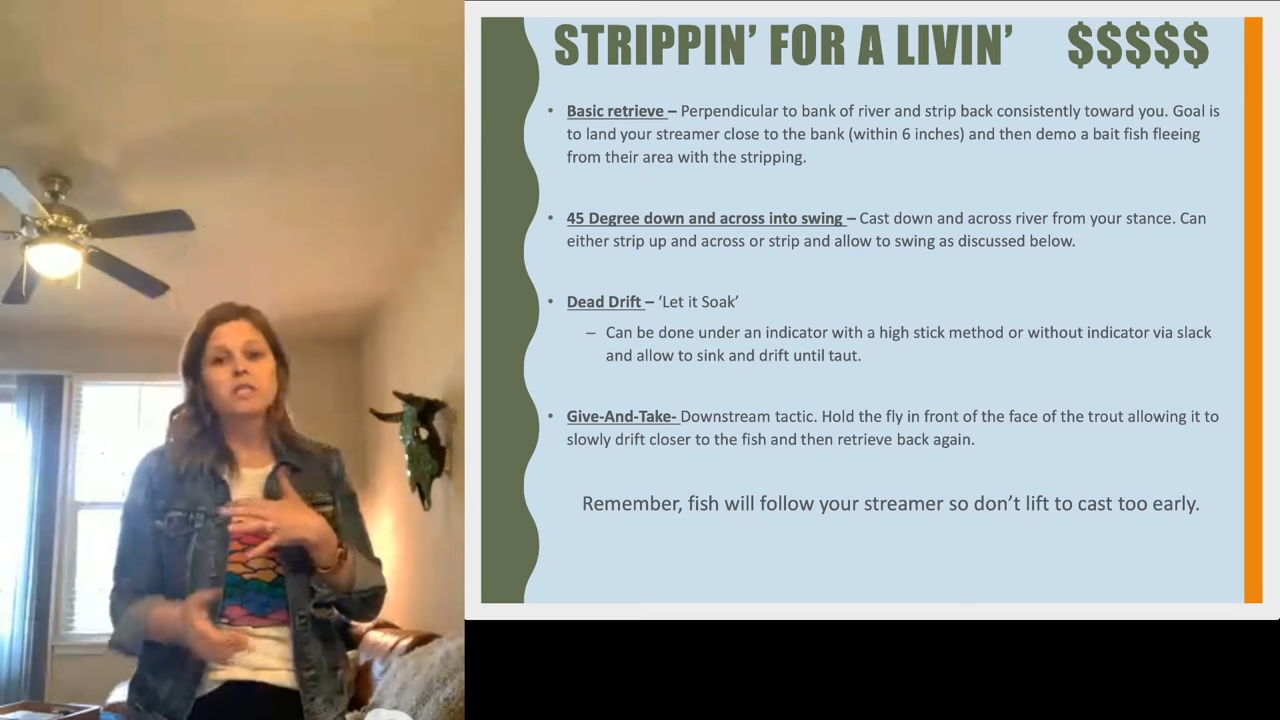 STRIPPIN’ FOR A LIVIN’ $$$$$
• Basic retrieve – Perpendicular to bank of river and strip back consistently toward you. Goal is
to land your streamer close to the bank (within 6 inches) and then demo a bait fish fleeing
from their area with the stripping.
• 45 Degree down and across into swing – Cast down and across river from your stance. Can
either strip up and across or strip and allow to swing as discussed below.
• Dead Drift – ‘Let it Soak’
– Can be done under an indicator with a high stick method or without indicator via slack
and allow to sink and drift until taut.
• Give-And-Take- Downstream tactic. Hold the fly in front of the face of the trout allowing it to
slowly drift closer to the fish and then retrieve back again.
Remember, fish will follow your streamer so don’t lift to cast too early.